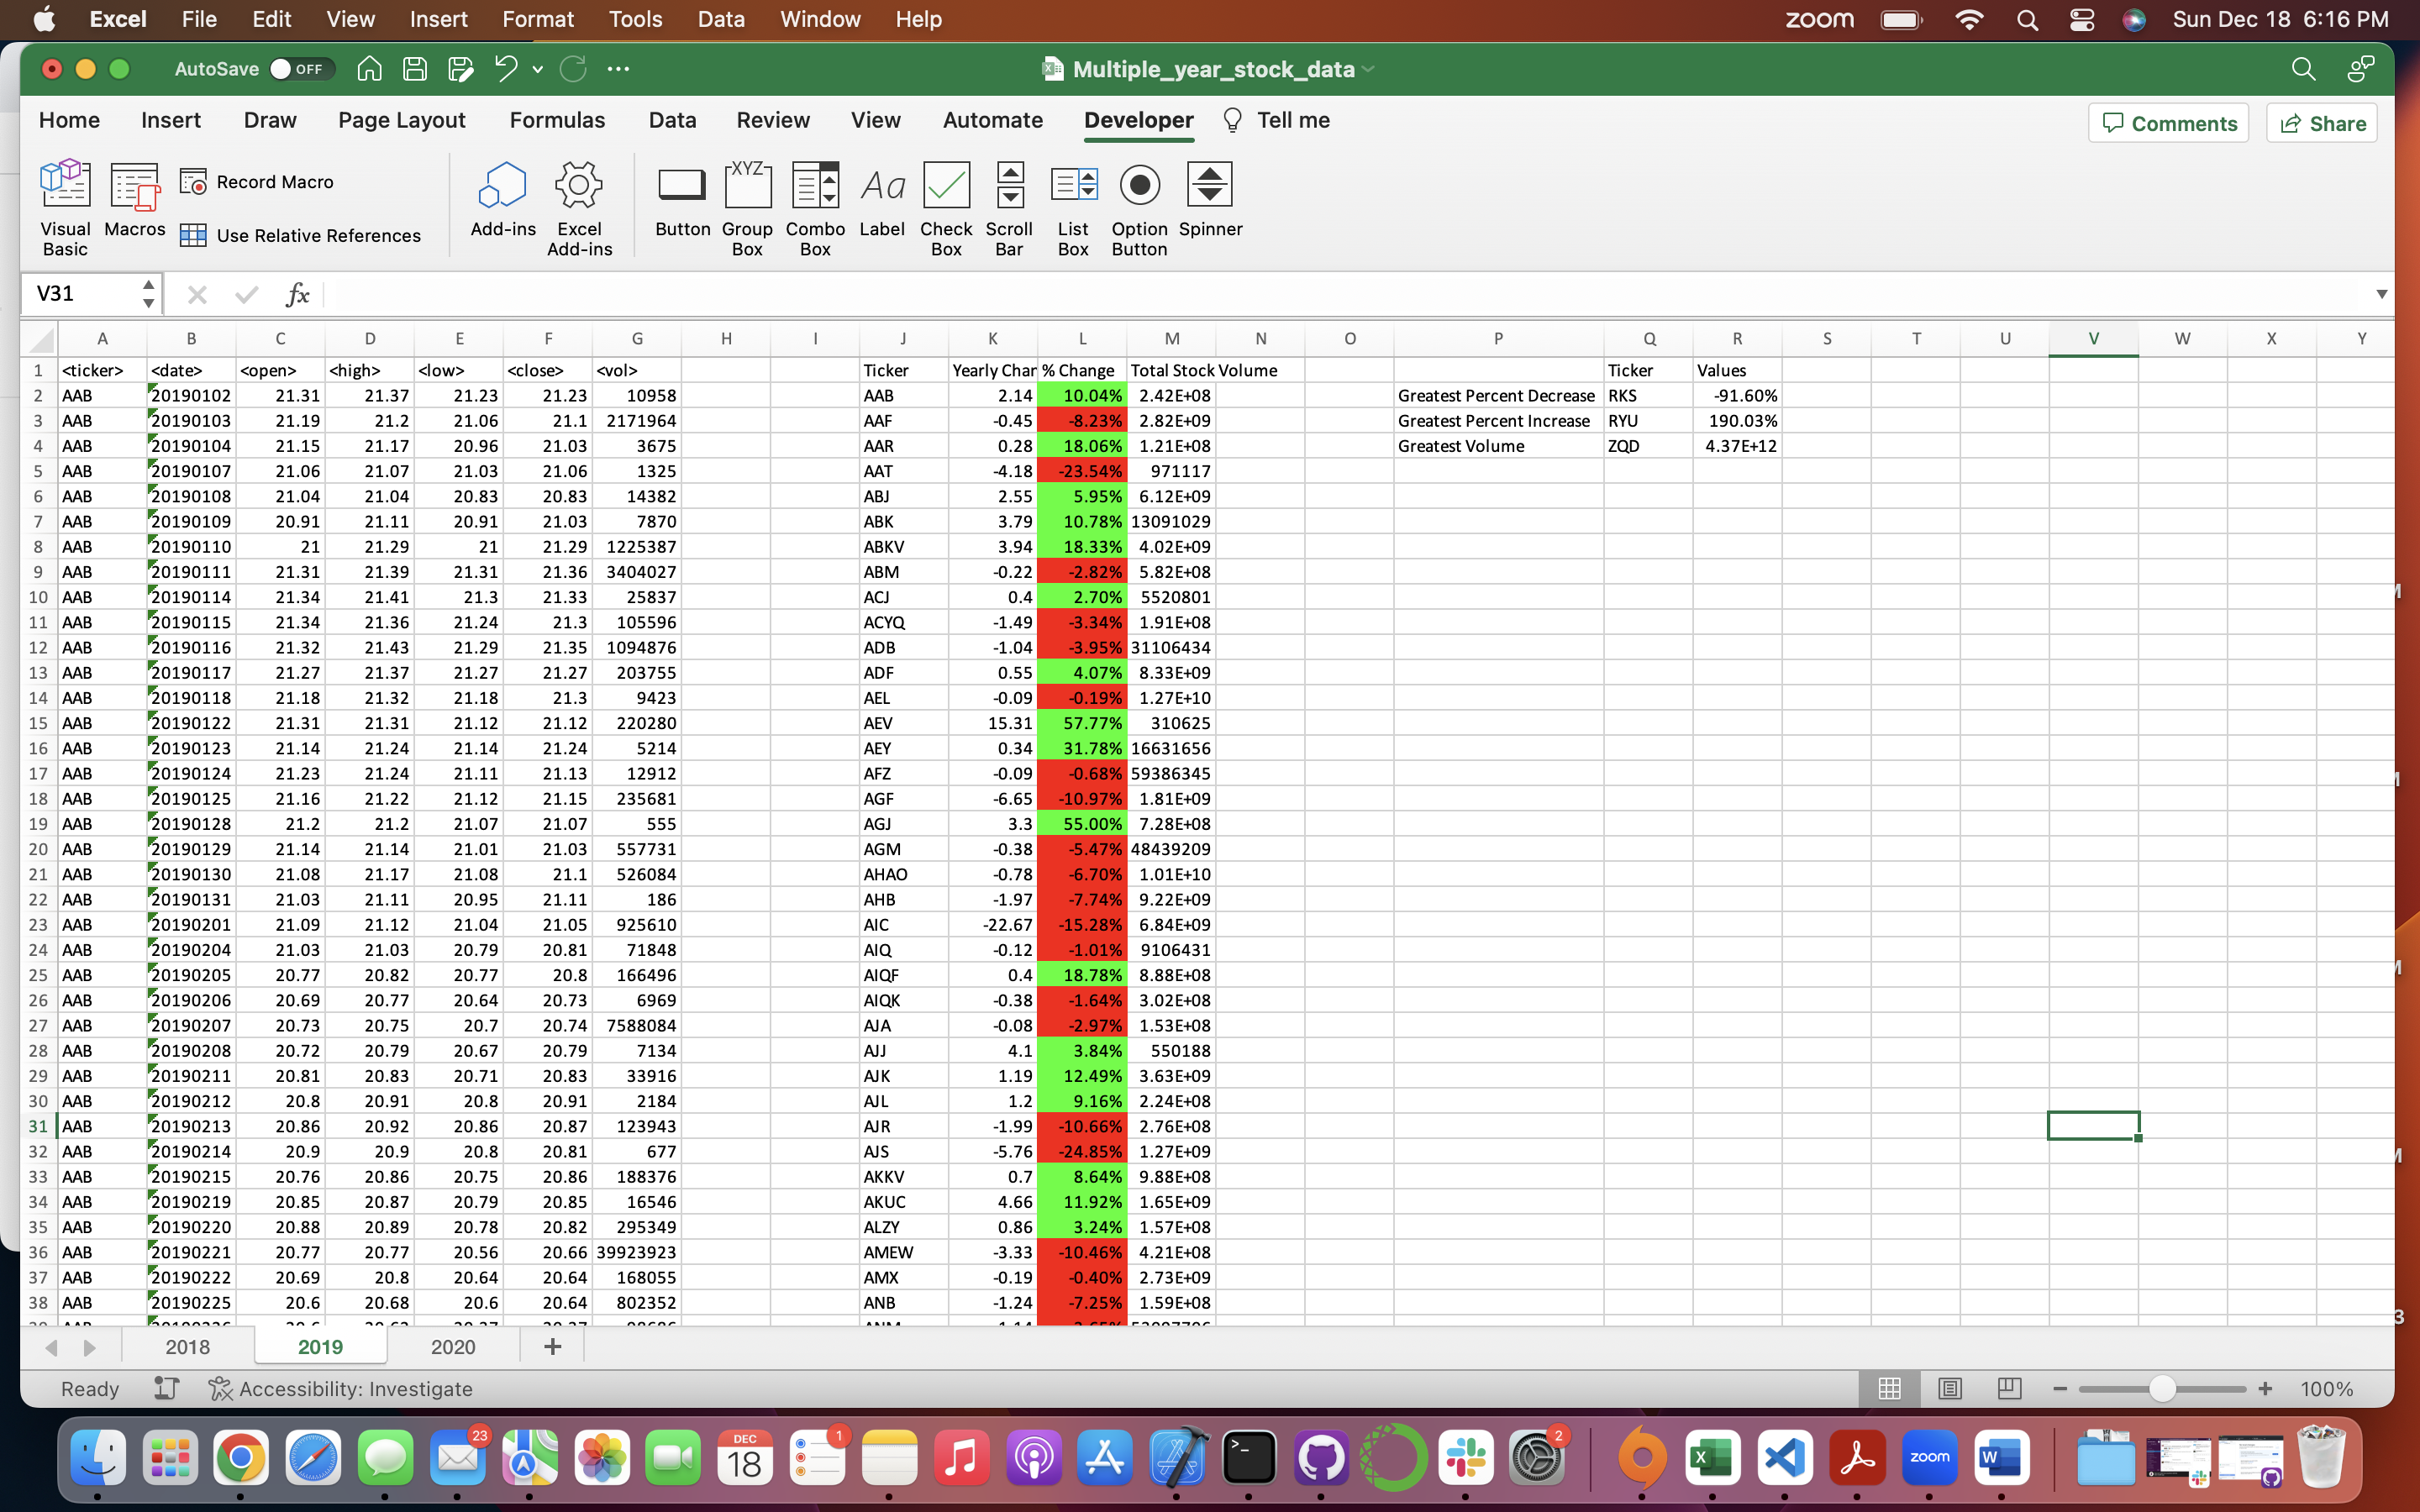 Excel File Edit View Insert Format Tools Data Window Help zoom Sun Dec 18 6:16 PM
AutoSave OFF Multiple_year_stock_data
Home Insert Draw Page Layout Formulas Data Review View Automate Developer Tell me Comments Share
Visual Basic Macros Record Macro Use Relative References Add-ins Excel Add-ins Button Group Box Combo Box Label Check Box Scroll Bar List Box Option Button Spinner
V31 fx
A B C D E F G H I J K L M N O P Q R S T U V W X Y
1 <ticker> <date> <open> <high> <low> <close> <vol> Ticker Yearly Char % Change Total Stock Volume Ticker Values
2 AAB 20190102 21.31 21.37 21.23 21.23 10958 AAB 2.14 10.04% 2.42E+08 Greatest Percent Decrease RKS -91.60%
3 AAB 20190103 21.19 21.2 21.06 21.1 2171964 AAF -0.45 -8.23% 2.82E+09 Greatest Percent Increase RYU 190.03%
4 AAB 20190104 21.15 21.17 20.96 21.03 3675 AAR 0.28 18.06% 1.21E+08 Greatest Volume ZQD 4.37E+12
5 AAB 20190107 21.06 21.07 21.03 21.06 1325 AAT -4.18 -23.54% 971117
6 AAB 20190108 21.04 21.04 20.83 20.83 14382 ABJ 2.55 5.95% 6.12E+09
7 AAB 20190109 20.91 21.11 20.91 21.03 7870 ABK 3.79 10.78% 13091029
8 AAB 20190110 21 21.29 21 21.29 1225387 ABKV 3.94 18.33% 4.02E+09
9 AAB 20190111 21.31 21.39 21.31 21.36 3404027 ABM -0.22 -2.82% 5.82E+08
10 AAB 20190114 21.34 21.41 21.3 21.33 25837 ACJ 0.4 2.70% 5520801
11 AAB 20190115 21.34 21.36 21.24 21.3 105596 ACYQ -1.49 -3.34% 1.91E+08
12 AAB 20190116 21.32 21.43 21.29 21.35 1094876 ADB -1.04 -3.95% 31106434
13 AAB 20190117 21.27 21.37 21.27 21.27 203755 ADF 0.55 4.07% 8.33E+09
14 AAB 20190118 21.18 21.32 21.18 21.3 9423 AEL -0.09 -0.19% 1.27E+10
15 AAB 20190122 21.31 21.31 21.12 21.12 220280 AEV 15.31 57.77% 310625
16 AAB 20190123 21.14 21.24 21.14 21.24 5214 AEY 0.34 31.78% 16631656
17 AAB 20190124 21.23 21.24 21.11 21.13 12912 AFZ -0.09 -0.68% 59386345
18 AAB 20190125 21.16 21.22 21.12 21.15 235681 AGF -6.65 -10.97% 1.81E+09
19 AAB 20190128 21.2 21.2 21.07 21.07 555 AGJ 3.3 55.00% 7.28E+08
20 AAB 20190129 21.14 21.14 21.01 21.03 557731 AGM -0.38 -5.47% 48439209
21 AAB 20190130 21.08 21.17 21.08 21.1 526084 AHAO -0.78 -6.70% 1.01E+10
22 AAB 20190131 21.03 21.11 20.95 21.11 186 AHB -1.97 -7.74% 9.22E+09
23 AAB 20190201 21.09 21.12 21.04 21.05 925610 AIC -22.67 -15.28% 6.84E+09
24 AAB 20190204 21.03 21.03 20.79 20.81 71848 AIQ -0.12 -1.01% 9106431
25 AAB 20190205 20.77 20.82 20.77 20.8 166496 AIQF 0.4 18.78% 8.88E+08
26 AAB 20190206 20.69 20.77 20.64 20.73 6969 AIQK -0.38 -1.64% 3.02E+08
27 AAB 20190207 20.73 20.75 20.7 20.74 7588084 AJA -0.08 -2.97% 1.53E+08
28 AAB 20190208 20.72 20.79 20.67 20.79 7134 AJJ 4.1 3.84% 550188
29 AAB 20190211 20.81 20.83 20.71 20.83 33916 AJK 1.19 12.49% 3.63E+09
30 AAB 20190212 20.8 20.91 20.8 20.91 2184 AJL 1.2 9.16% 2.24E+08
31 AAB 20190213 20.86 20.92 20.86 20.87 123943 AJR -1.99 -10.66% 2.76E+08
32 AAB 20190214 20.9 20.9 20.8 20.81 677 AJS -5.76 -24.85% 1.27E+09
33 AAB 20190215 20.76 20.86 20.75 20.86 188376 AKKV 0.7 8.64% 9.88E+08
34 AAB 20190219 20.85 20.87 20.79 20.85 16546 AKUC 4.66 11.92% 1.65E+09
35 AAB 20190220 20.88 20.89 20.78 20.82 295349 ALZY 0.86 3.24% 1.57E+08
36 AAB 20190221 20.77 20.77 20.56 20.66 39923923 AMEW -3.33 -10.46% 4.21E+08
37 AAB 20190222 20.69 20.8 20.64 20.64 168055 AMX -0.19 -0.40% 2.73E+09
38 AAB 20190225 20.6 20.68 20.6 20.64 802352 ANB -1.24 -7.25% 1.59E+08
2018 2019 2020 +
Ready Accessibility: Investigate 100%
23 DEC 18 1 2 zoom